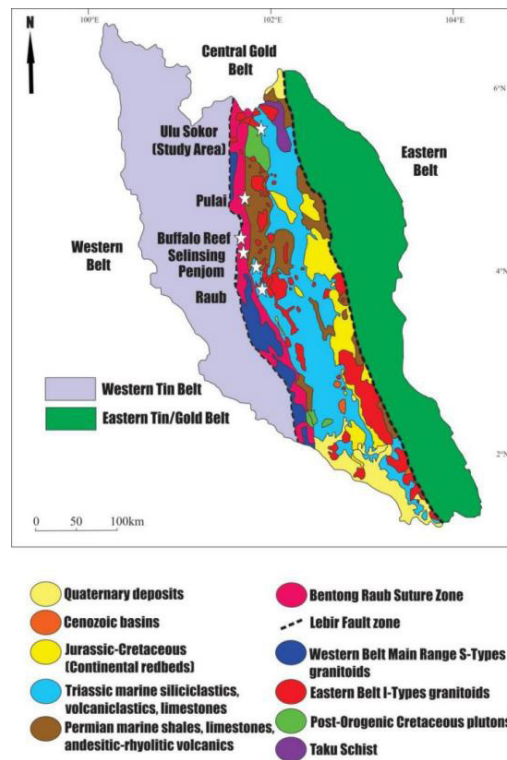 100°
102°
104°
N
Central Gold
Belt
6°N
Ulu Sokor
(Study Area)
Eastern
Belt
Pulai
Buffalo Reef
Western
Belt
Selinsing
Penjom
4°N
Raub
Western Tin Belt
Eastern Tin/Gold Belt
2°N
0 50 100km
Quaternary deposits
Cenozoic basins
Jurassic-Cretaceous
(Continental redbeds)
Triassic marine siliciclastics,
volcaniclastics, limestones
Permian marine shales, limestones,
andesitic-rhyolitic volcanics
Bentong Raub Suture Zone
Lebir Fault zone
Western Belt Main Range S-Types
granitoids
Eastern Belt I-Types granitoids
Post-Orogenic Cretaceous plutons
Taku Schist